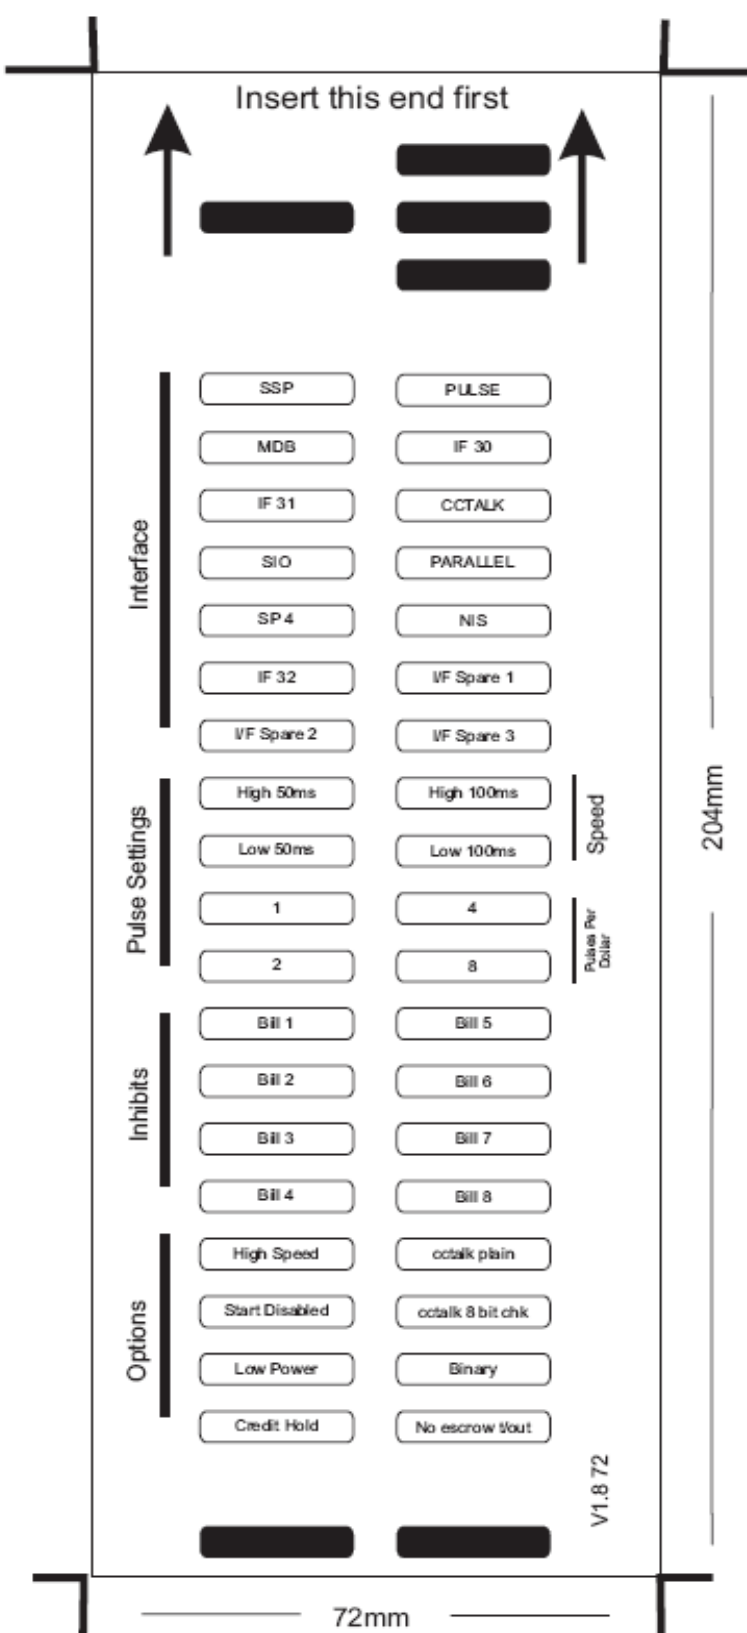 Insert this end first
SSP PULSE
MDB IF 30
IF 31 CCTALK
SIO PARALLEL
SP4 NIS
IF 32 I/F Spare 1
I/F Spare 2 I/F Spare 3
Interface
High 50ms High 100ms
Low 50ms Low 100ms
Speed
1 4
2 8
Pulses Per
Dollar
Pulse Settings
Bill 1 Bill 5
Bill 2 Bill 6
Bill 3 Bill 7
Bill 4 Bill 8
Inhibits
High Speed cctalk plain
Start Disabled cctalk 8 bit chk
Low Power Binary
Credit Hold No escrow t/out
Options
V1.8 72
204mm
72mm